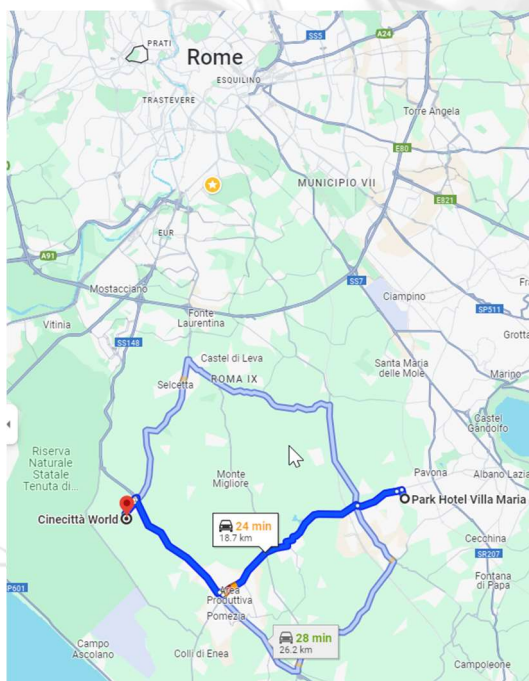 PRATI
Rome
SS5
A24
ESQUILINO
TRASTEVERE
Torre Angela
E80
MUNICIPIO VII
E821
EUR
A91
Mostacciano
SS7
Ciampino
Vitinia
Fonte
Laurentina
SP511
SS148
Grotta
Castel di Leva
Santa Maria
delle Mole
Marino
Selcetta
ROMA IX
Castel
Gandolfo
Riserva
Naturale
Statale
Tenuta di...
Monte
Migliore
Pavona
Albano Lazia
Park Hotel Villa Maria
Cinecittà World
24 min
18.7 km
Cecchina
SR207
Fontana
di Papa
P601
Area
Produttiva
Pomezia
28 min
26.2 km
Campo
Ascolano
Colli di Enea
Campoleone